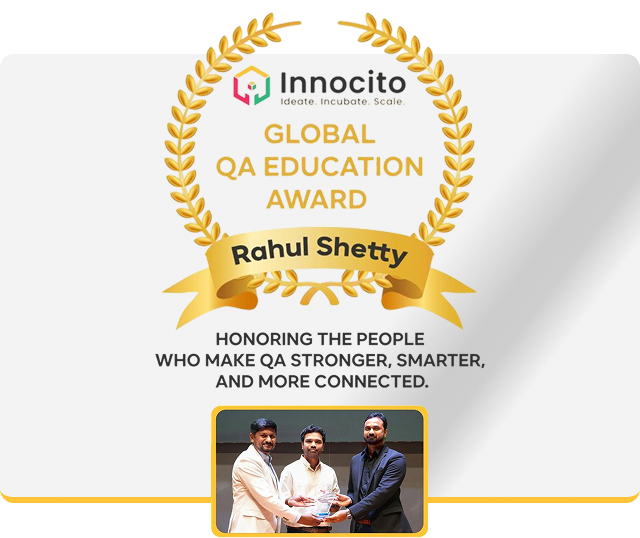 Innocito
Ideate. Incubate. Scale.
GLOBAL
QA EDUCATION
AWARD
Rahul Shetty
HONORING THE PEOPLE
WHO MAKE QA STRONGER, SMARTER,
AND MORE CONNECTED.